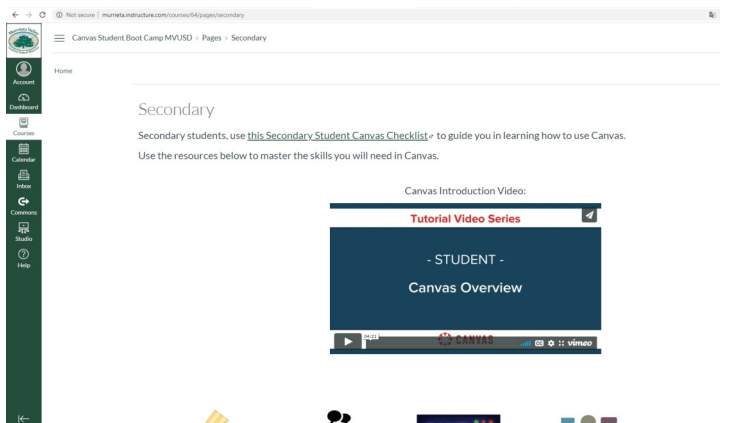 Not secure | murrieta.instructure.com/courses/64/pages/secondary
Canvas Student Boot Camp MVUSD > Pages > Secondary
Home
Account
Dashboard
Courses
Calendar
Inbox
Commons
Studio
Help
Secondary
Secondary students, use this Secondary Student Canvas Checklist to guide you in learning how to use Canvas.
Use the resources below to master the skills you will need in Canvas.
Canvas Introduction Video:
Tutorial Video Series
- STUDENT -
Canvas Overview
04:21
CANVAS
CC
vimeo